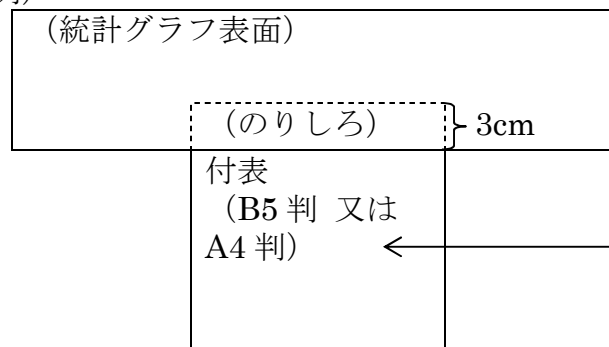 （統計グラフ表面）
（のりしろ）
3cm
付表
（B5 判 又は
A4 判）